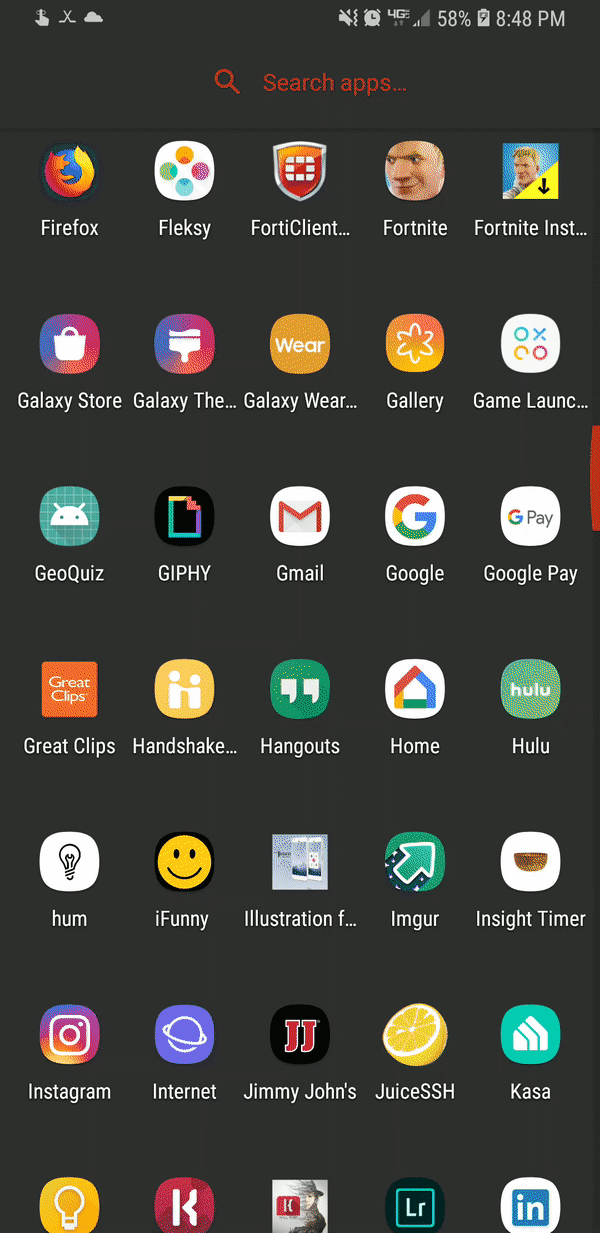 4GE 58% 8:48 PM
Search apps...
Firefox Fleksy FortiClient... Fortnite Fortnite Inst...
Wear
Galaxy Store Galaxy The... Galaxy Wear... Gallery Game Launc...
G Pay
GeoQuiz GIPHY Gmail Google Google Pay
Great
Clips
hulu
Great Clips Handshake... Hangouts Home Hulu
hum iFunny Illustration f... Imgur Insight Timer
JJ
Instagram Internet Jimmy John's JuiceSSH Kasa
K Lr in